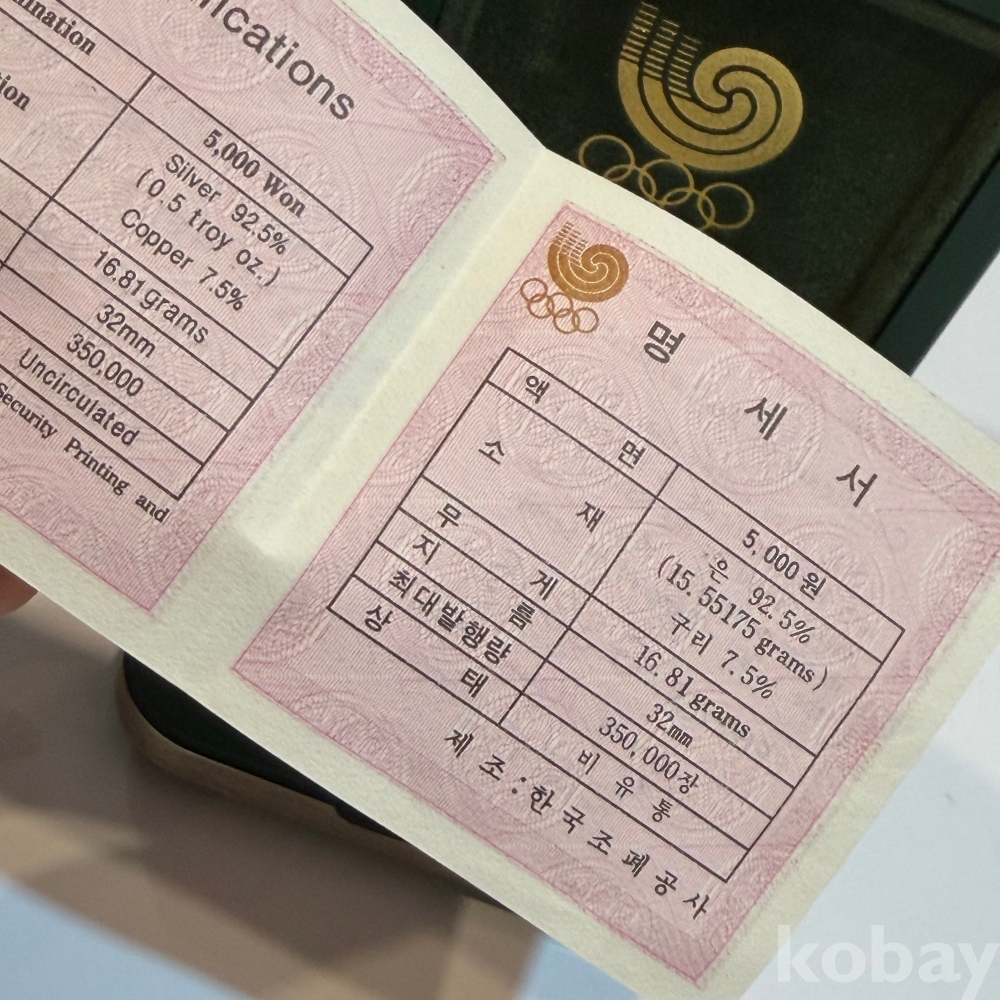 5,000 Won
Silver 92.5%
(0.5 troy oz.)
Copper 7.5%
16.81grams
32mm
350,000
Uncirculated
Security Printing and
명 세 서
액 면 5,000원
소 재 은 92.5%
(15.55175 grams)
구리 7.5%
무 게 16.81grams
지 름 32mm
최대발행량 350,000장
상 태 비 유 통
제 조 : 한 국 조 폐 공 사
kobay